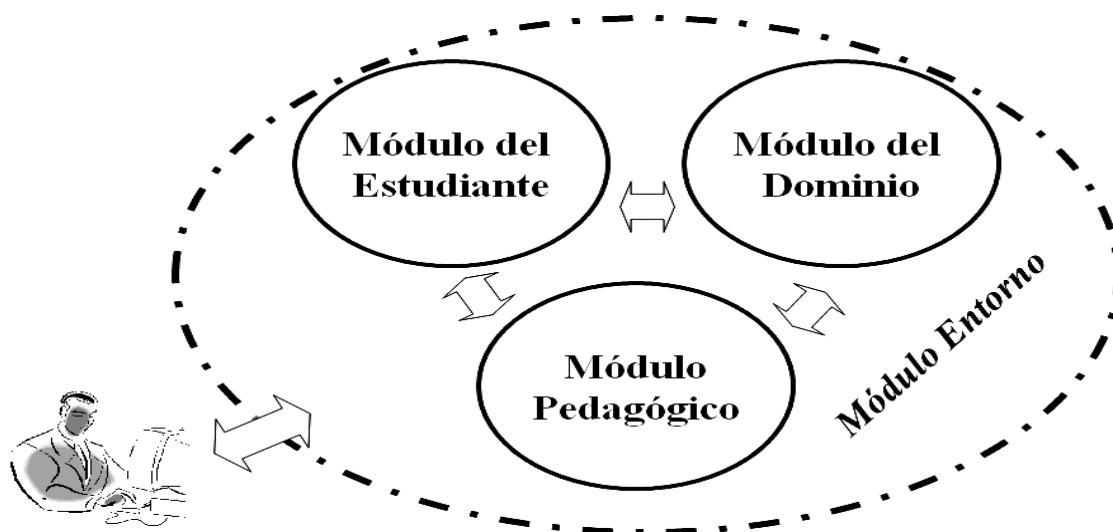 Módulo del
Estudiante
Módulo del
Dominio
Módulo
Pedagógico
Módulo Entorno